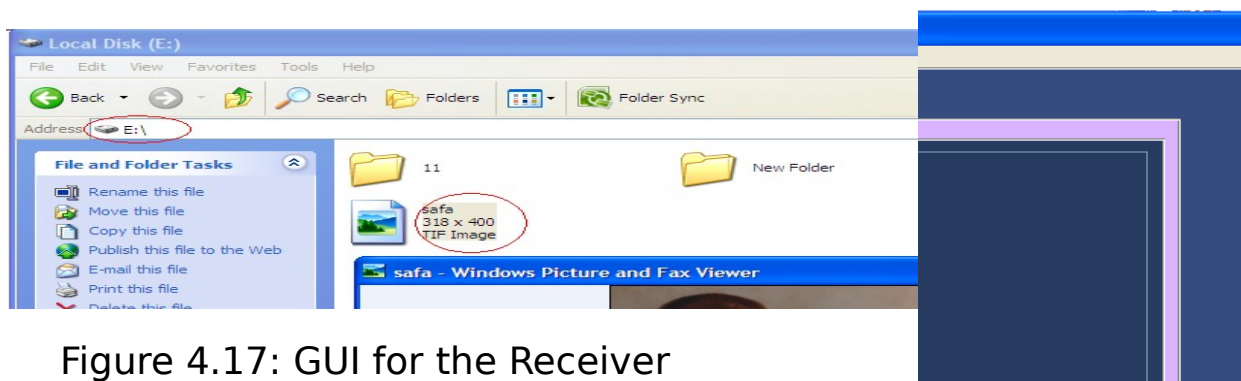 Local Disk (E:)
File Edit View Favorites Tools Help
Back Search Folders Folder Sync
Address E:\
File and Folder Tasks
11
New Folder
Rename this file
safa
318 x 400
TIF Image
Move this file
Copy this file
Publish this file to the Web
E-mail this file
safa - Windows Picture and Fax Viewer
Print this file
Delete this file
Figure 4.17: GUI for the Receiver